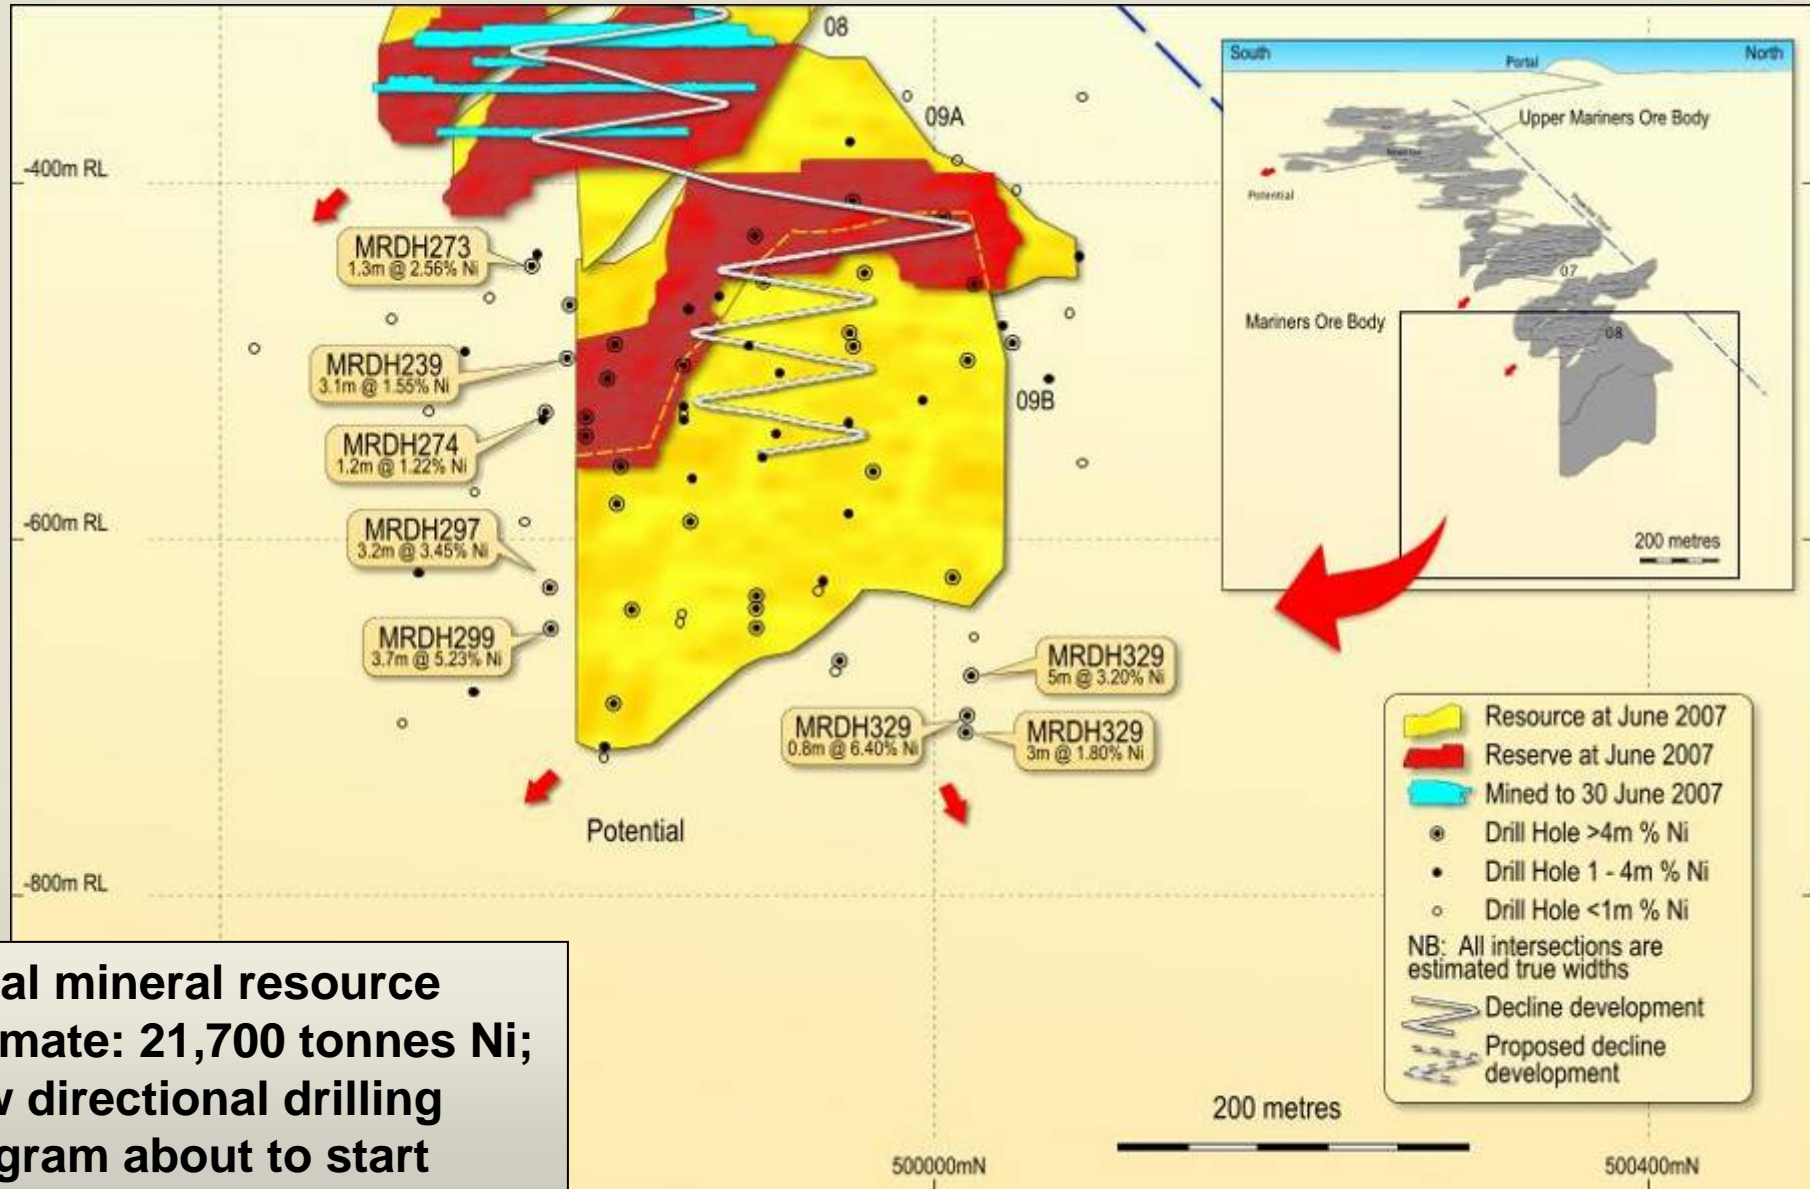 08
09A
-400m RL
MRDH273
1.3m @ 2.56% Ni
MRDH239
3.1m @ 1.55% Ni
09B
MRDH274
1.2m @ 1.22% Ni
-600m RL
MRDH297
3.2m @ 3.45% Ni
MRDH299
3.7m @ 5.23% Ni
MRDH329
5m @ 3.20% Ni
MRDH329
0.8m @ 6.40% Ni
MRDH329
3m @ 1.80% Ni
Potential
-800m RL
South
North
Portal
Upper Mariners Ore Body
Potential
07
Mariners Ore Body
08
200 metres
Resource at June 2007
Reserve at June 2007
Mined to 30 June 2007
Drill Hole >4m % Ni
Drill Hole 1 - 4m % Ni
Drill Hole <1m % Ni
NB: All intersections are
estimated true widths
Decline development
Proposed decline
development
al mineral resource
mate: 21,700 tonnes Ni;
directional drilling
gram about to start
200 metres
500000mN
500400mN